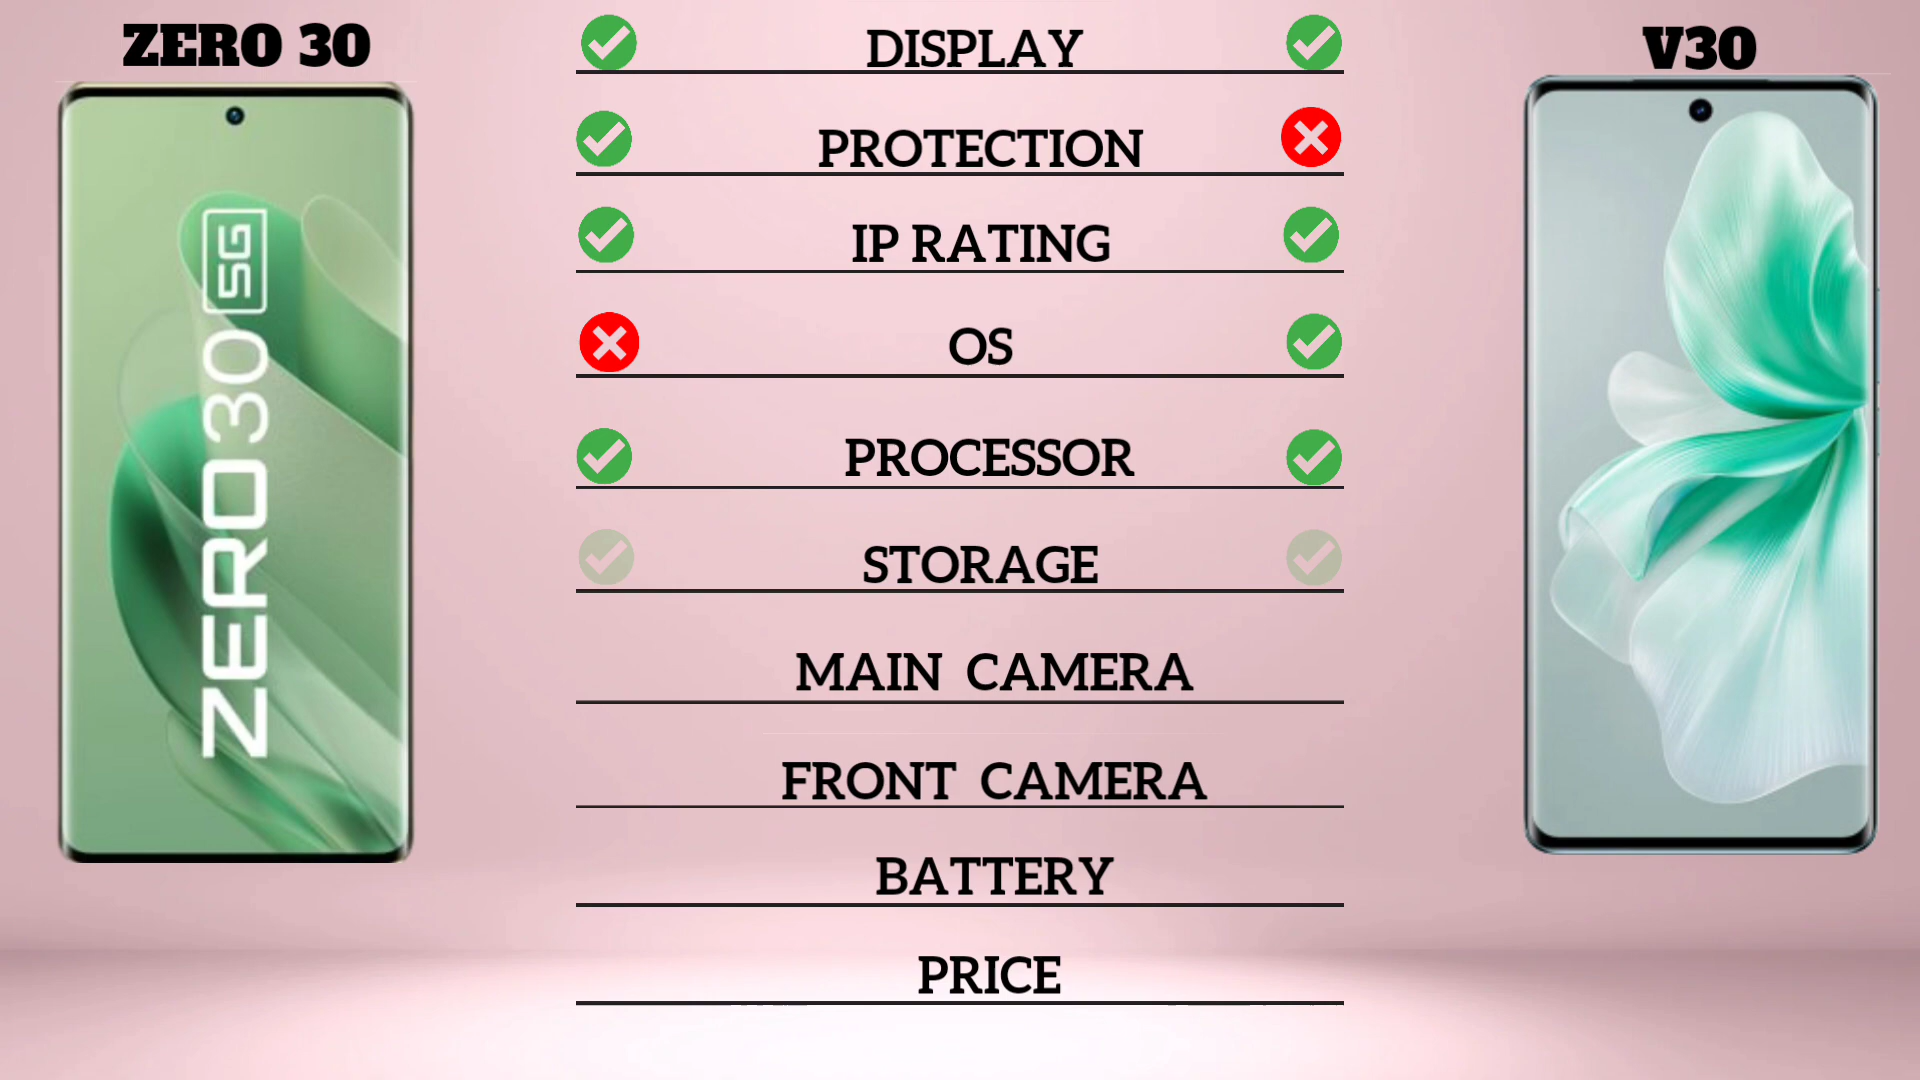 ZERO 30
DISPLAY
V30
PROTECTION
IP RATING
OS
PROCESSOR
STORAGE
MAIN CAMERA
FRONT CAMERA
BATTERY
PRICE
ZERO 30 5G